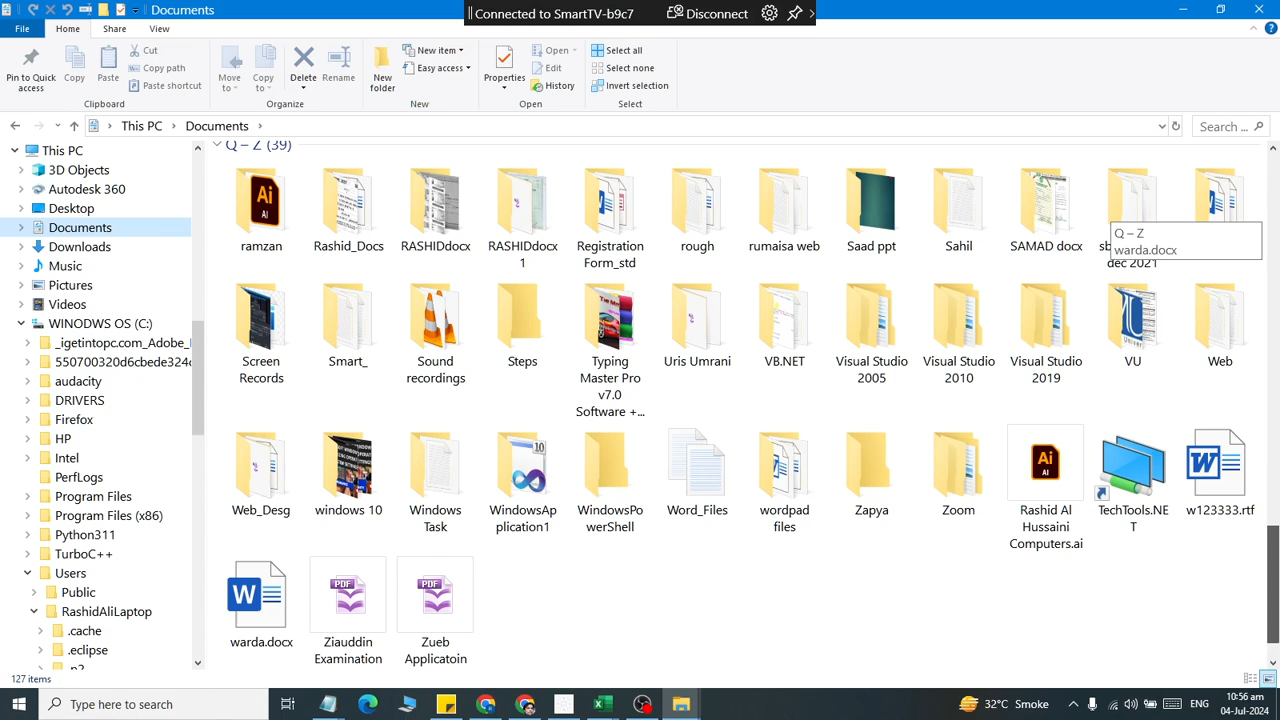 Documents
Connected to SmartTV-b9c7
Disconnect
File
Home
Share
View
Pin to Quick access
Copy
Paste
Cut
Copy path
Paste shortcut
Clipboard
Move to
Copy to
Delete
Rename
Organize
New folder
New item
Easy access
New
Properties
Open
Edit
History
Open
Select all
Select none
Invert selection
Select
This PC
Documents
Search ...
This PC
3D Objects
Autodesk 360
Desktop
Documents
Downloads
Music
Pictures
Videos
WINODWS OS (C:)
_igetintopc.com_Adobe_
550700320d6cbede324
audacity
DRIVERS
Firefox
HP
Intel
PerfLogs
Program Files
Program Files (x86)
Python311
TurboC++
Users
Public
RashidAliLaptop
.cache
.eclipse
.p2
Q – Z (39)
ramzan
Rashid_Docs
RASHIDdocx
RASHIDdocx 1
Registration Form_std
rough
rumaisa web
Saad ppt
Sahil
SAMAD docx
dec 2021
Q – Z
warda.docx
Screen Records
Smart_
Sound recordings
Steps
Typing Master Pro v7.0 Software +...
Uris Umrani
VB.NET
Visual Studio 2005
Visual Studio 2010
Visual Studio 2019
VU
Web
Web_Desg
windows 10
Windows Task
WindowsApplication1
WindowsPowerShell
Word_Files
wordpad files
Zapya
Zoom
Rashid Al Hussaini Computers.ai
TechTools.NET
w123333.rtf
warda.docx
Ziauddin Examination
Zueb Applicatoin
127 items
Type here to search
32°C Smoke
ENG
10:56 am
04-Jul-2024